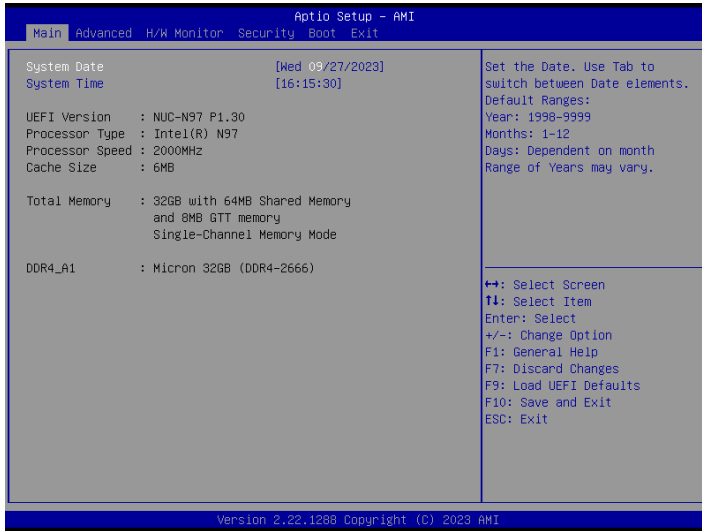 Aptio Setup - AMI
Main Advanced H/W Monitor Security Boot Exit
System Date [Wed 09/27/2023]
System Time [16:15:30]
UEFI Version : NUC-N97 P1.30
Processor Type : Intel(R) N97
Processor Speed : 2000MHz
Cache Size : 6MB
Total Memory : 32GB with 64MB Shared Memory
and 8MB GTT memory
Single-Channel Memory Mode
DDR4_A1 : Micron 32GB (DDR4-2666)
Set the Date. Use Tab to
switch between Date elements.
Default Ranges:
Year: 1998-9999
Months: 1-12
Days: Dependent on month
Range of Years may vary.
↔: Select Screen
↑↓: Select Item
Enter: Select
+/-: Change Option
F1: General Help
F7: Discard Changes
F9: Load UEFI Defaults
F10: Save and Exit
ESC: Exit
Version 2.22.1288 Copyright (C) 2023 AMI